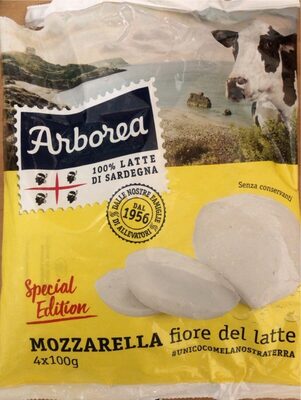 Arborea
100% LATTE
DI SARDEGNA
DALLE NOSTRE FAMIGLIE
DAL
1956
DI ALLEVATORI
Senza conservanti
Special
Edition
MOZZARELLA fiore del latte
4x100g
#UNICOCOMELANOSTRATERRA